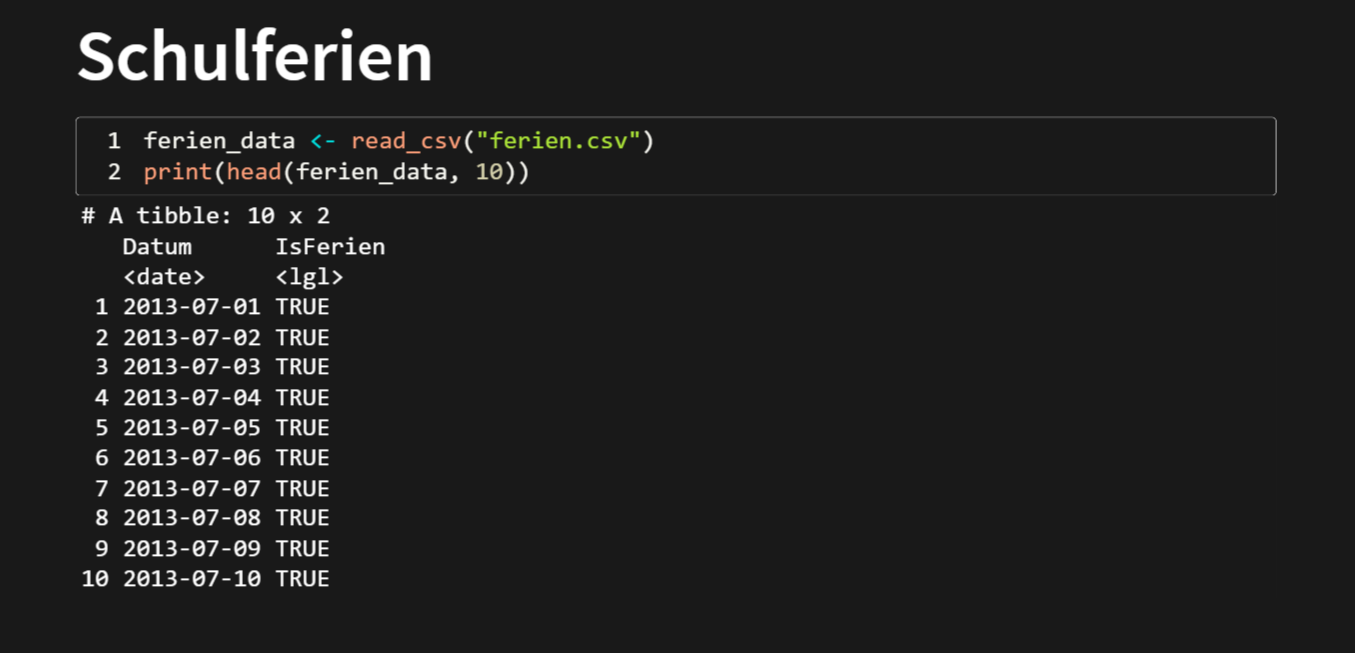 Schulferien
1 ferien_data <- read_csv("ferien.csv")
2 print(head(ferien_data, 10))
# A tibble: 10 x 2
   Datum      IsFerien
   <date>     <lgl>
 1 2013-07-01 TRUE
 2 2013-07-02 TRUE
 3 2013-07-03 TRUE
 4 2013-07-04 TRUE
 5 2013-07-05 TRUE
 6 2013-07-06 TRUE
 7 2013-07-07 TRUE
 8 2013-07-08 TRUE
 9 2013-07-09 TRUE
10 2013-07-10 TRUE